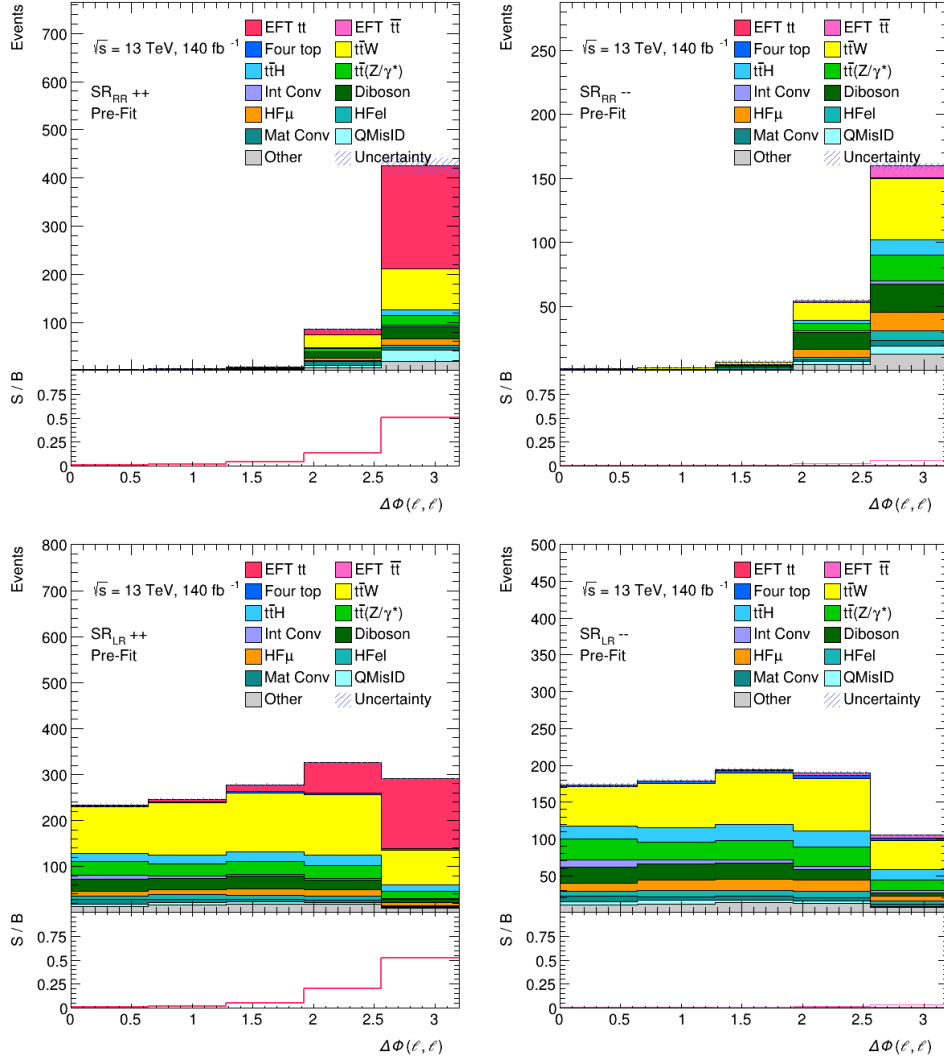 Events
700
600
500
400
300
200
100
√s = 13 TeV, 140 fb -1
SR RR ++
Pre-Fit
EFT tt
EFT t̅t̅
Four top
tt̅W
tt̅H
tt̅(Z/γ*)
Int Conv
Diboson
HFμ
HFel
Mat Conv
QMisID
Other
Uncertainty
S / B
0.75
0.5
0.25
0
0 0.5 1 1.5 2 2.5 3
ΔΦ(ℓ, ℓ)
Events
250
200
150
100
50
√s = 13 TeV, 140 fb -1
SR RR --
Pre-Fit
EFT tt
EFT t̅t̅
Four top
tt̅W
tt̅H
tt̅(Z/γ*)
Int Conv
Diboson
HFμ
HFel
Mat Conv
QMisID
Other
Uncertainty
S / B
0.75
0.5
0.25
0
0 0.5 1 1.5 2 2.5 3
ΔΦ(ℓ, ℓ)
Events
800
700
600
500
400
300
200
100
√s = 13 TeV, 140 fb -1
SR LR ++
Pre-Fit
EFT tt
EFT t̅t̅
Four top
tt̅W
tt̅H
tt̅(Z/γ*)
Int Conv
Diboson
HFμ
HFel
Mat Conv
QMisID
Other
Uncertainty
S / B
0.75
0.5
0.25
0
0 0.5 1 1.5 2 2.5 3
ΔΦ(ℓ, ℓ)
Events
500
450
400
350
300
250
200
150
100
50
√s = 13 TeV, 140 fb -1
SR LR --
Pre-Fit
EFT tt
EFT t̅t̅
Four top
tt̅W
tt̅H
tt̅(Z/γ*)
Int Conv
Diboson
HFμ
HFel
Mat Conv
QMisID
Other
Uncertainty
S / B
0.75
0.5
0.25
0
0 0.5 1 1.5 2 2.5 3
ΔΦ(ℓ, ℓ)